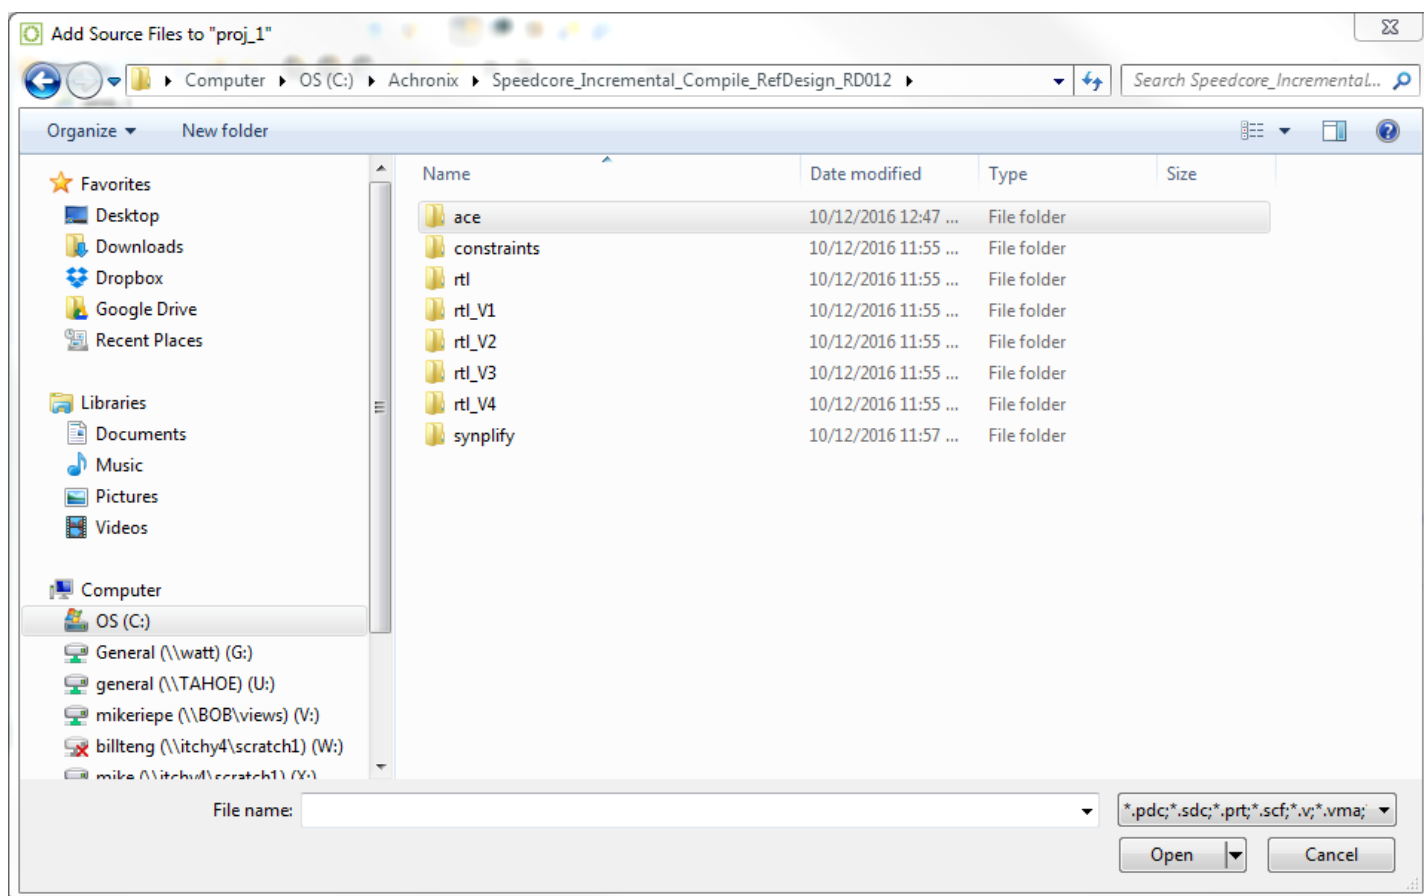 Add Source Files to "proj_1"
Computer OS (C:) Achronix Speedcore_Incremental_Compile_RefDesign_RD012
Search Speedcore_Incremental...
Organize New folder
Name Date modified Type Size
Favorites
Desktop
Downloads
Dropbox
Google Drive
Recent Places
Libraries
Documents
Music
Pictures
Videos
Computer
OS (C:)
General (\\watt) (G:)
general (\\TAHOE) (U:)
mikeriepe (\\BOB\views) (V:)
billteng (\\itchy4\scratch1) (W:)
mike (\\itchy4\scratch1) (X:)
ace 10/12/2016 12:47 ... File folder
constraints 10/12/2016 11:55 ... File folder
rtl 10/12/2016 11:55 ... File folder
rtl_V1 10/12/2016 11:55 ... File folder
rtl_V2 10/12/2016 11:55 ... File folder
rtl_V3 10/12/2016 11:55 ... File folder
rtl_V4 10/12/2016 11:55 ... File folder
synplify 10/12/2016 11:57 ... File folder
File name:
*.pdc;*.sdc;*.prt;*.scf;*.v;*.vma;
Open Cancel